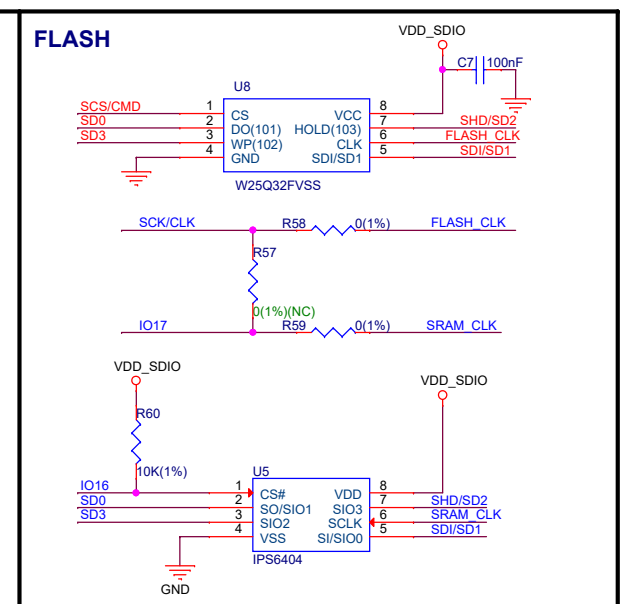 FLASH
VDD_SDIO
C7 100nF
U8
SCS/CMD 1 CS VCC 8
SD0 2 DO(101) HOLD(103) 7 SHD/SD2
SD3 3 WP(102) CLK 6 FLASH_CLK
4 GND SDI/SD1 5 SDI/SD1
W25Q32FVSS
SCK/CLK R58 0(1%) FLASH_CLK
R57
0(1%)(NC)
IO17 R59 0(1%) SRAM_CLK
VDD_SDIO VDD_SDIO
R60
10K(1%)
U5
IO16 1 CS# VDD 8
SD0 2 SO/SIO1 SIO3 7 SHD/SD2
SD3 3 SIO2 SCLK 6 SRAM_CLK
4 VSS SI/SIO0 5 SDI/SD1
IPS6404
GND